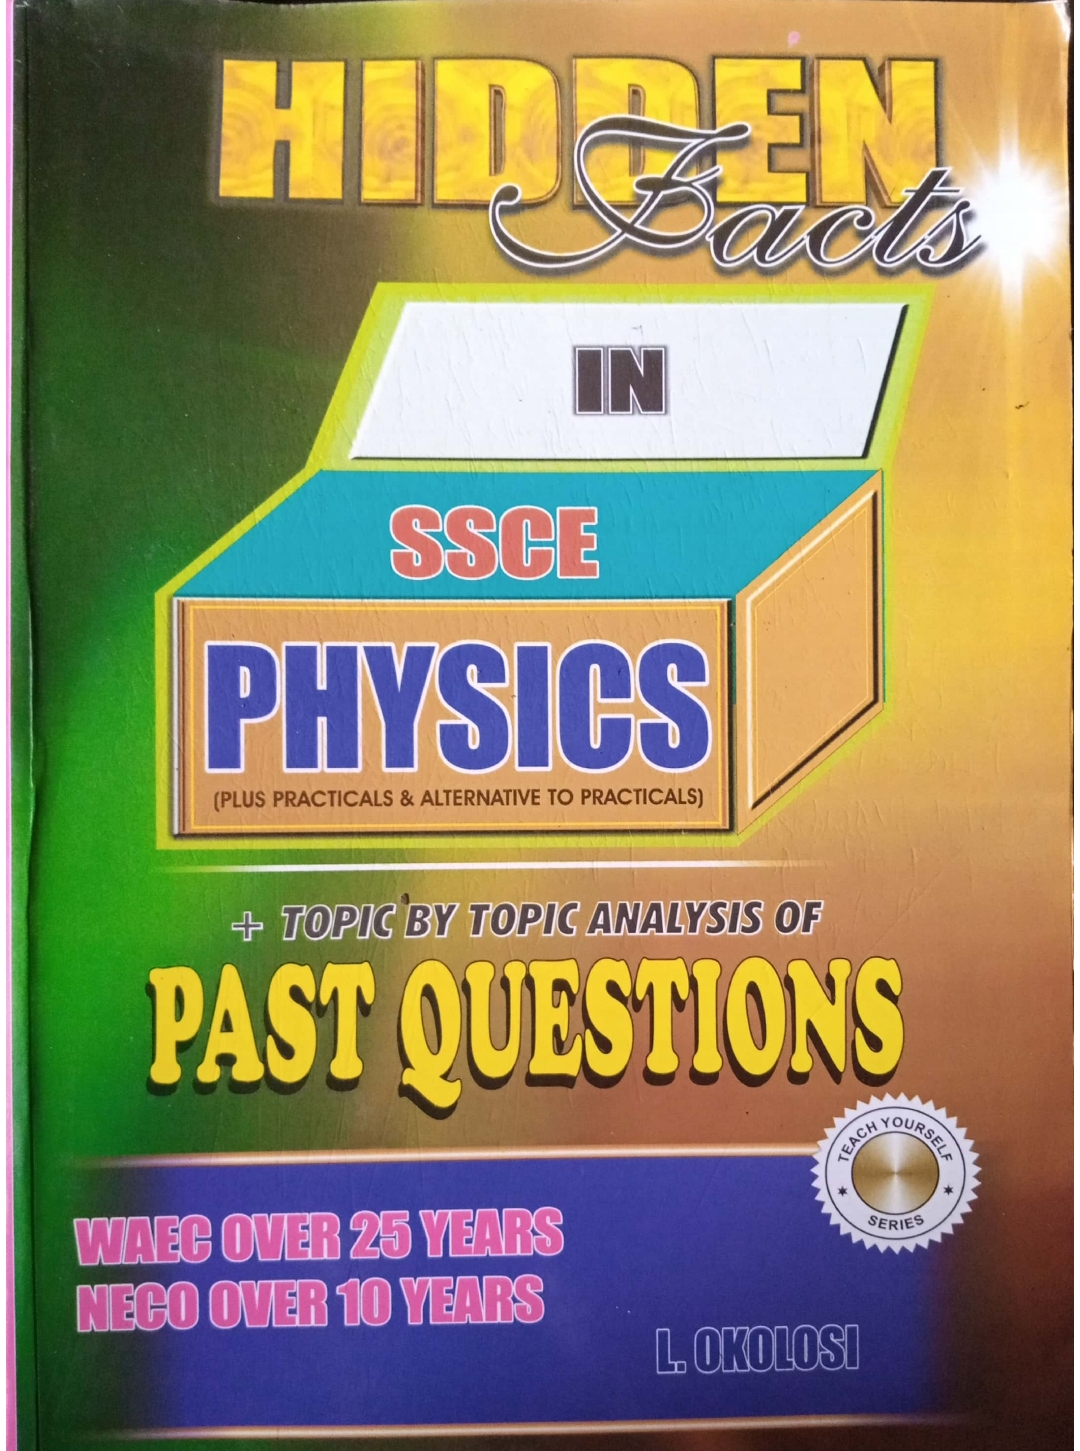 HIDDEN
Facts
IN
SSCE
PHYSICS
(PLUS PRACTICALS & ALTERNATIVE TO PRACTICALS)
+ TOPIC BY TOPIC ANALYSIS OF
PAST QUESTIONS
TEACH YOURSELF
SERIES
WAEC OVER 25 YEARS
NECO OVER 10 YEARS
L. OKOLOSI